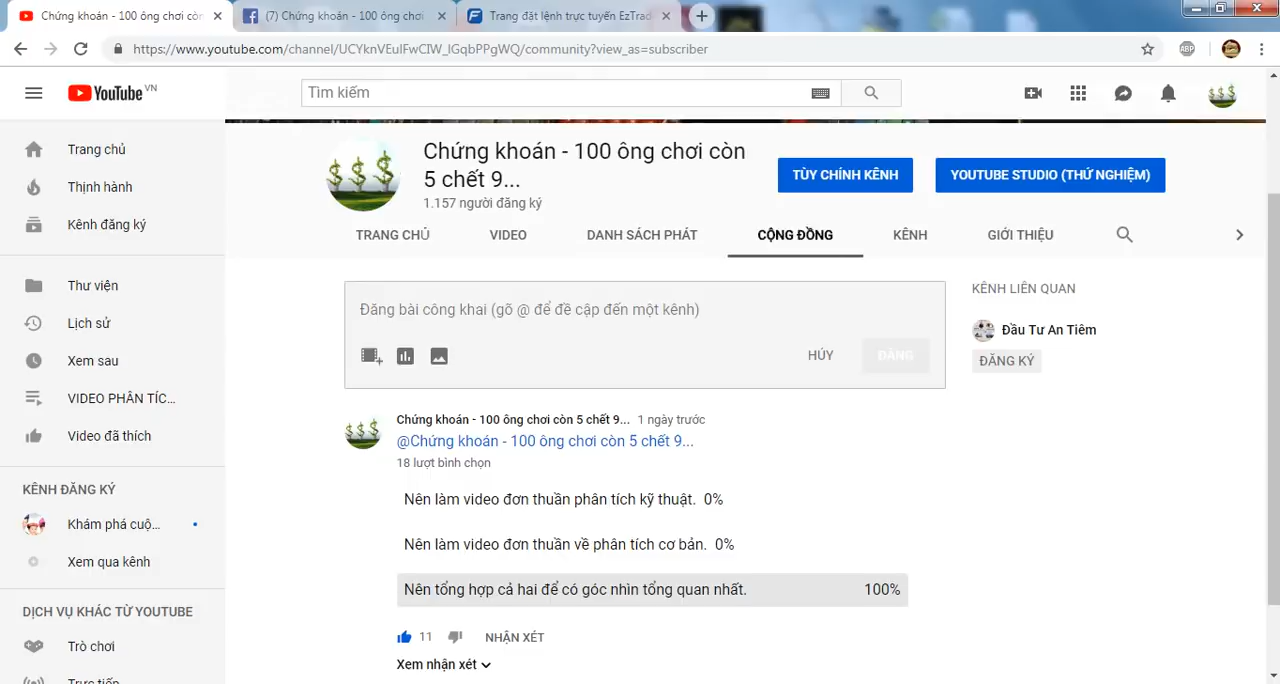 Chứng khoán - 100 ông chơi còn
(7) Chứng khoán - 100 ông chơi
Trang đặt lệnh trực tuyến EzTrad
https://www.youtube.com/channel/UCYknVEulFwCIW_lGqbPPgWQ/community?view_as=subscriber
ABP
YouTube VN
Tìm kiếm
Trang chủ
Thịnh hành
Kênh đăng ký
Thư viện
Lịch sử
Xem sau
VIDEO PHÂN TÍC...
Video đã thích
KÊNH ĐĂNG KÝ
Khám phá cuộ...
Xem qua kênh
DỊCH VỤ KHÁC TỪ YOUTUBE
Trò chơi
Trực tiếp
Chứng khoán - 100 ông chơi còn
5 chết 9...
1.157 người đăng ký
TÙY CHỈNH KÊNH
YOUTUBE STUDIO (THỬ NGHIỆM)
TRANG CHỦ
VIDEO
DANH SÁCH PHÁT
CỘNG ĐỒNG
KÊNH
GIỚI THIỆU
Đăng bài công khai (gõ @ để đề cập đến một kênh)
HỦY
ĐĂNG
Chứng khoán - 100 ông chơi còn 5 chết 9... 1 ngày trước
@Chứng khoán - 100 ông chơi còn 5 chết 9...
18 lượt bình chọn
Nên làm video đơn thuần phân tích kỹ thuật. 0%
Nên làm video đơn thuần về phân tích cơ bản. 0%
Nên tổng hợp cả hai để có góc nhìn tổng quan nhất. 100%
11
NHẬN XÉT
Xem nhận xét
KÊNH LIÊN QUAN
Đầu Tư An Tiêm
ĐĂNG KÝ